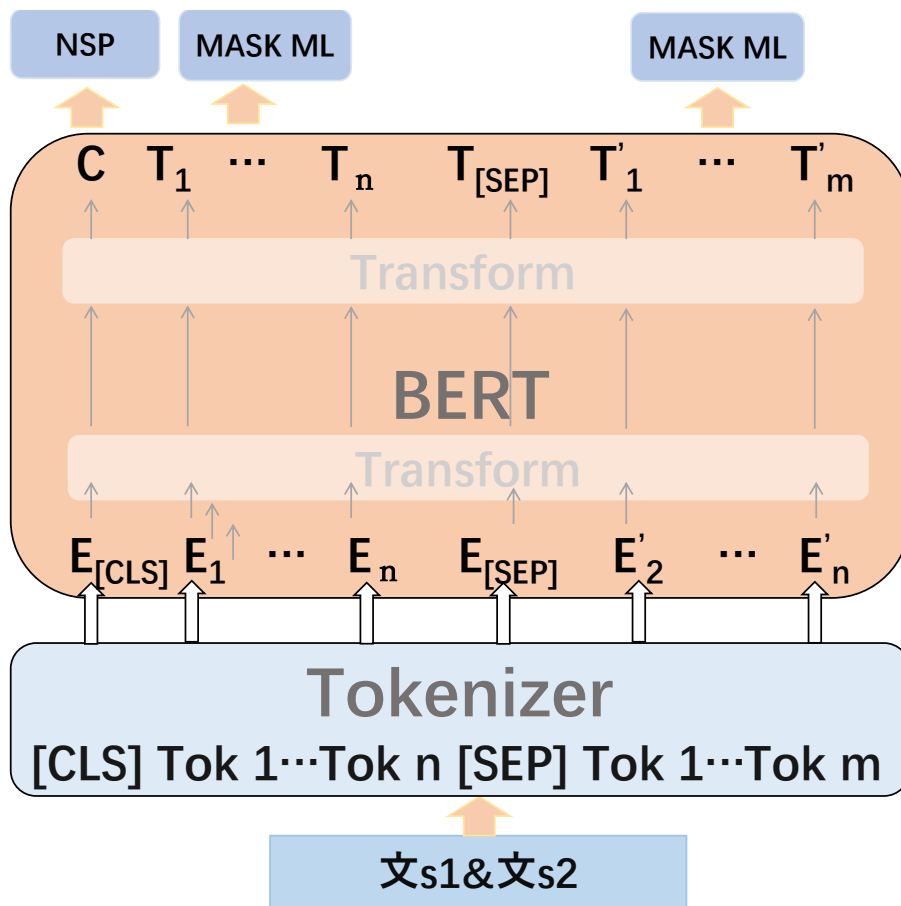 NSP MASK ML MASK ML
C T1 ··· Tn T[SEP] T'1 ··· T'm
Transform
BERT
Transform
E[CLS] E1 ··· En E[SEP] E'2 ··· E'n
Tokenizer
[CLS] Tok 1···Tok n [SEP] Tok 1···Tok m
文s1&文s2